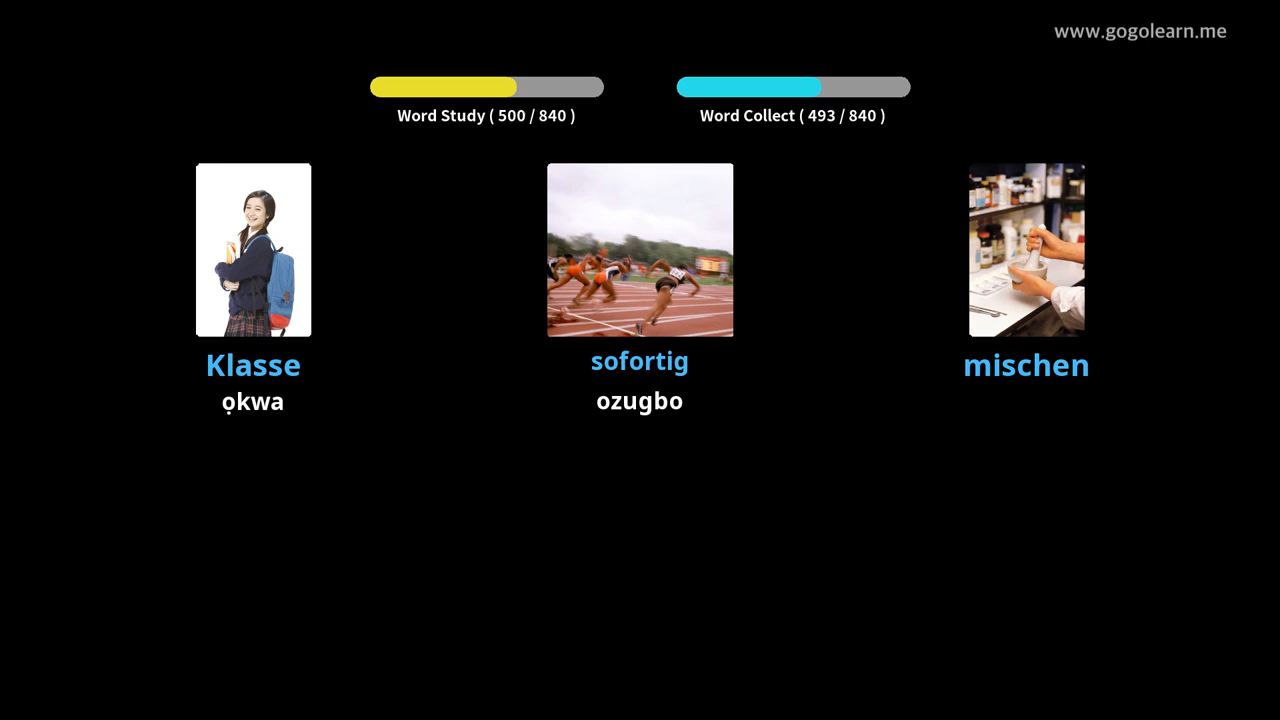 www.gogolearn.me
Word Study ( 500 / 840 )
Word Collect ( 493 / 840 )
Klasse
ọkwa
sofortig
ozugbo
mischen